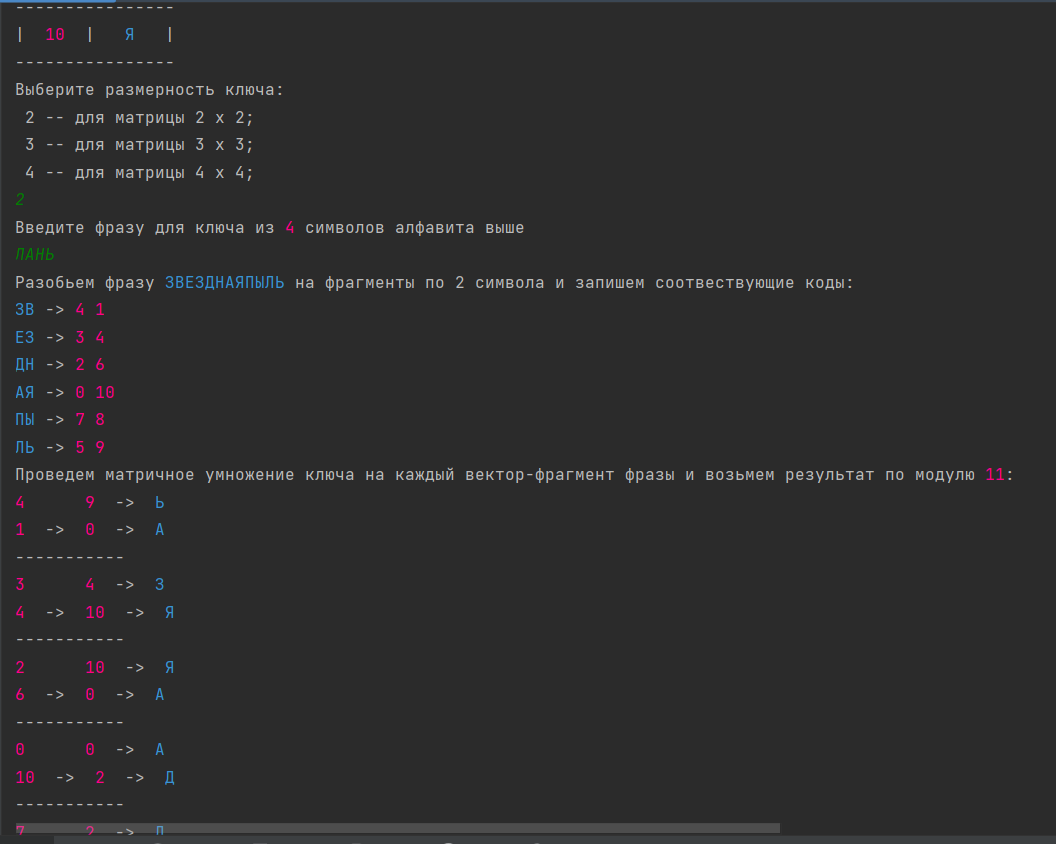 ----------------
|  10  |   Я   |
----------------
Выберите размерность ключа:
 2 -- для матрицы 2 x 2;
 3 -- для матрицы 3 x 3;
 4 -- для матрицы 4 x 4;
2
Введите фразу для ключа из 4 символов алфавита выше
ЛАНЬ
Разобьем фразу ЗВЕЗДНАЯПЫЛЬ на фрагменты по 2 символа и запишем соотвествующие коды:
ЗВ -> 4 1
ЕЗ -> 3 4
ДН -> 2 6
АЯ -> 0 10
ПЫ -> 7 8
ЛЬ -> 5 9
Проведем матричное умножение ключа на каждый вектор-фрагмент фразы и возьмем результат по модулю 11:
4      9  ->  Ь
1  ->  0  ->  А
-----------
3      4  ->  З
4  ->  10  ->  Я
-----------
2      10  ->  Я
6  ->  0  ->  А
-----------
0      0  ->  А
10  ->  2  ->  Д
-----------
7      2  ->  Д